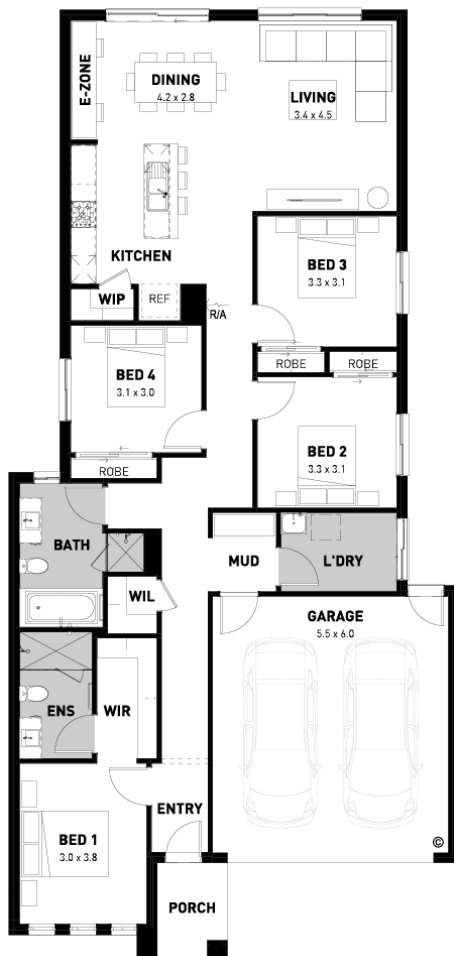 E-ZONE
DINING
4.2 x 2.8
LIVING
3.4 x 4.5
KITCHEN
WIP
REF
R/A
BED 3
3.3 x 3.1
ROBE
ROBE
BED 4
3.1 x 3.0
ROBE
BED 2
3.3 x 3.1
BATH
MUD
L'DRY
WIL
GARAGE
5.5 x 6.0
ENS
WIR
ENTRY
BED 1
3.0 x 3.8
©
PORCH